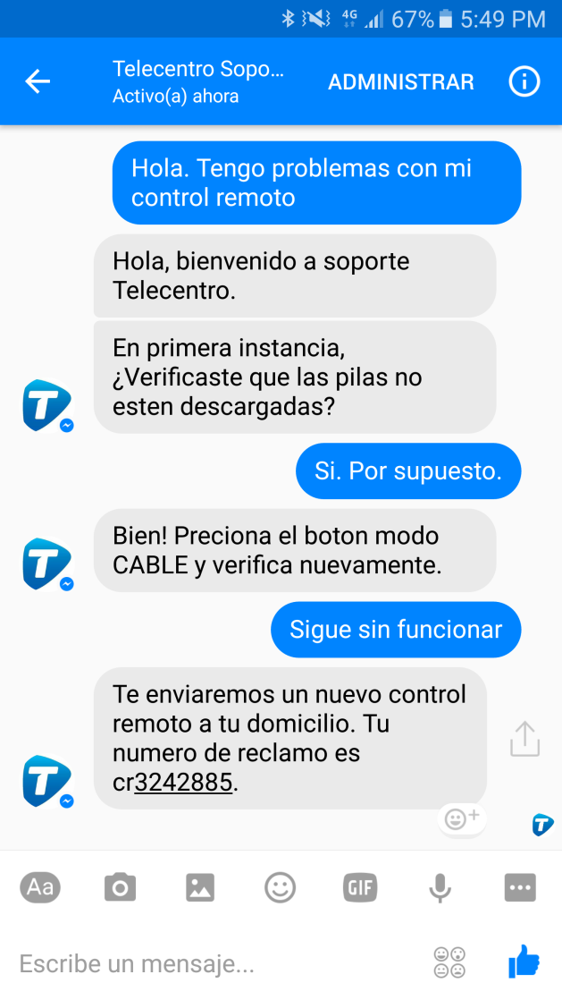 4G 67% 5:49 PM
Telecentro Sopo... ADMINISTRAR
Activo(a) ahora
Hola. Tengo problemas con mi
control remoto
Hola, bienvenido a soporte
Telecentro.
En primera instancia,
¿Verificaste que las pilas no
esten descargadas?
Si. Por supuesto.
Bien! Preciona el boton modo
CABLE y verifica nuevamente.
Sigue sin funcionar
Te enviaremos un nuevo control
remoto a tu domicilio. Tu
numero de reclamo es
cr3242885.
Aa GIF
Escribe un mensaje...